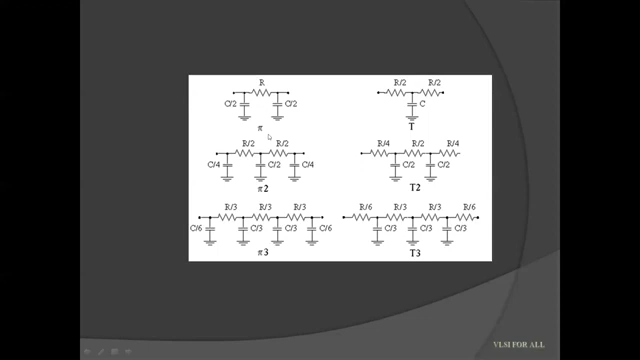 R
R/2 R/2
C/2 C/2
C
π
T
R/2 R/2
R/4 R/2 R/4
C/4 C/2 C/4
C/2 C/2
π2
T2
R/3 R/3 R/3
R/6 R/3 R/3 R/6
C/6 C/3 C/3 C/6
C/3 C/3 C/3
π3
T3
VLSI FOR ALL